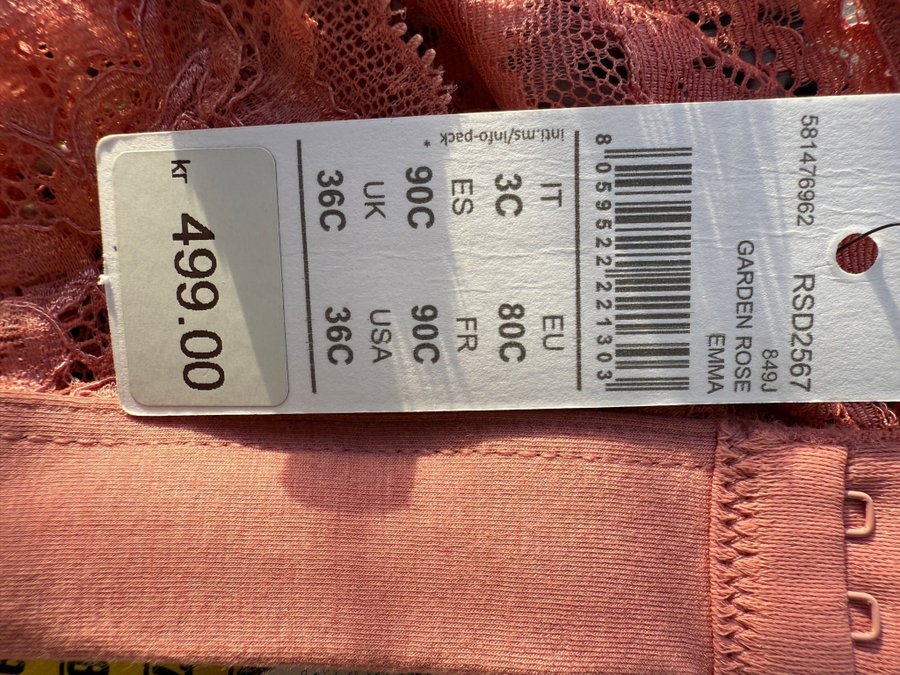 581476962 RSD2567
849J
GARDEN ROSE
EMMA
8 059522 221303
inti.ms/info-pack *
IT EU
3C 80C
ES FR
90C 90C
UK USA
36C 36C
kr 499.00